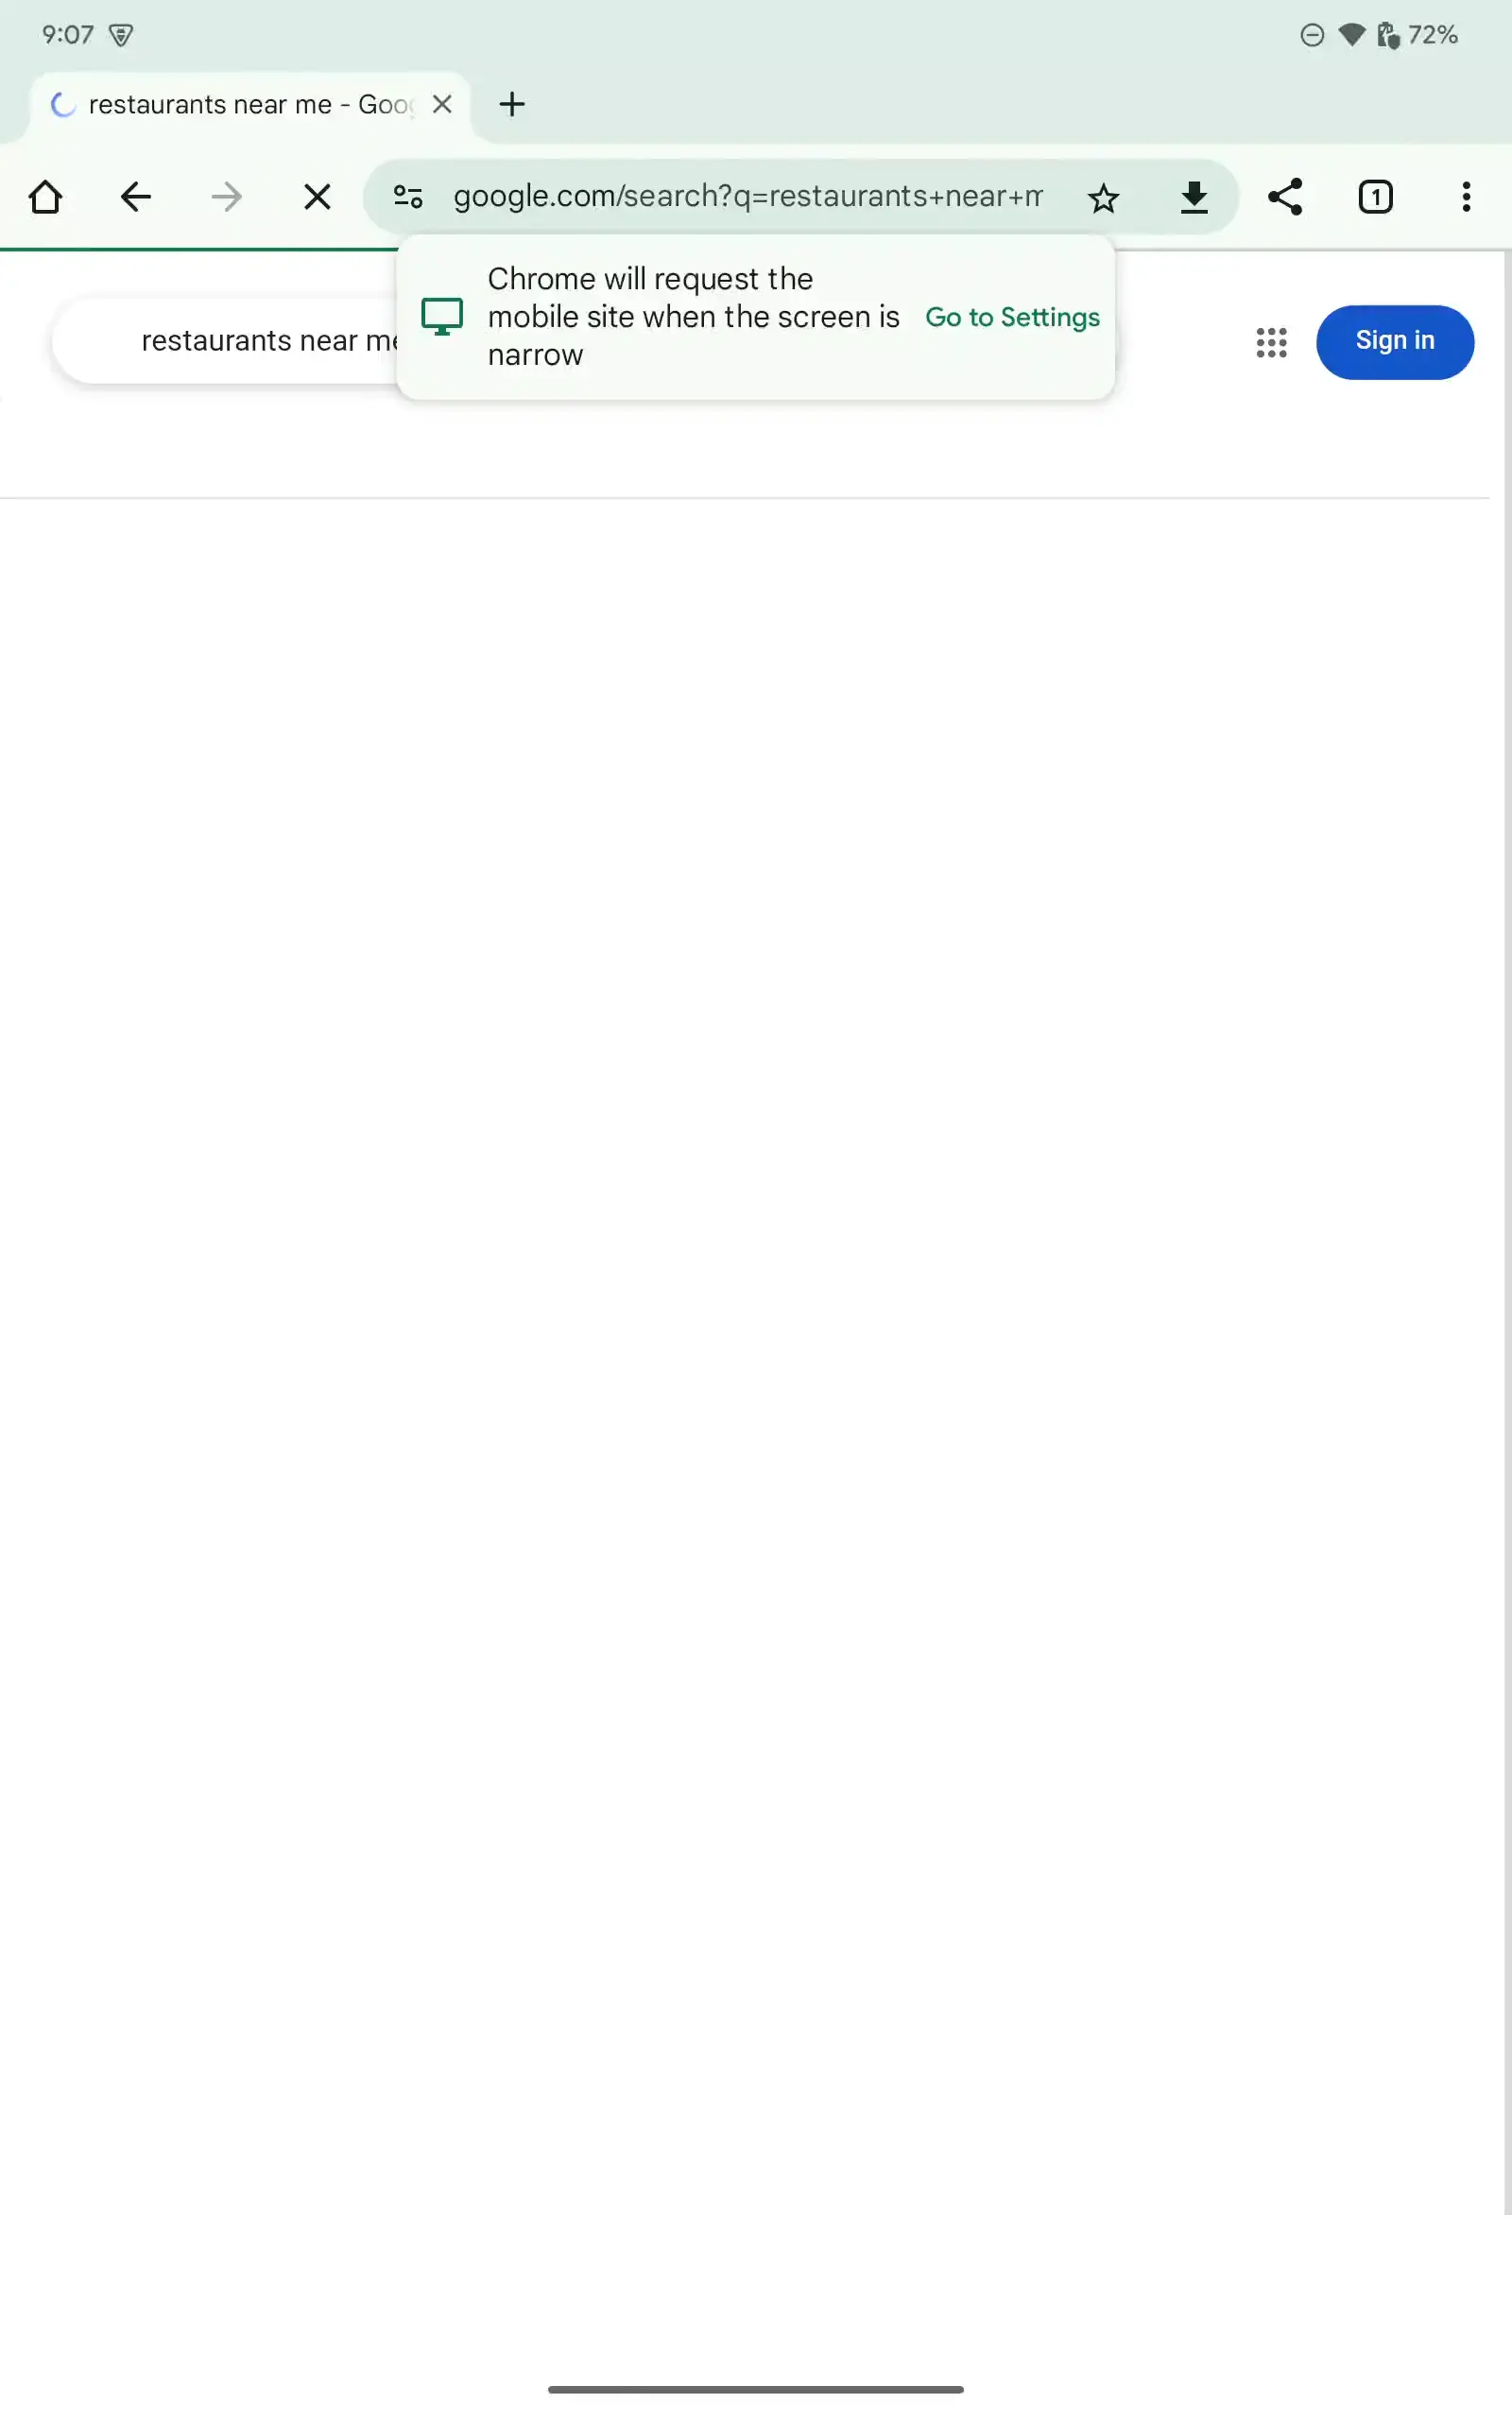 9:07
72%
restaurants near me - Goo
google.com/search?q=restaurants+near+m
1
Chrome will request the
mobile site when the screen is
narrow
Go to Settings
restaurants near me
Sign in